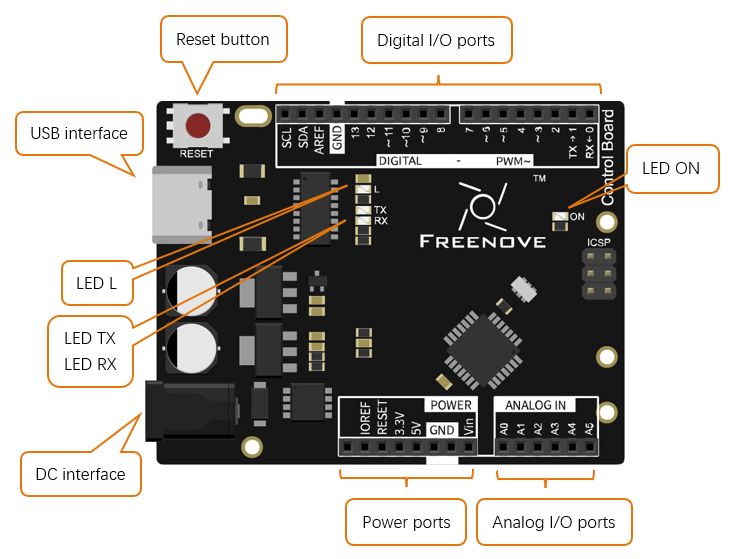 Reset button
Digital I/O ports
USB interface
RESET
SCL
SDA
AREF
GND
13
12
~11
~10
~9
8
7
~6
~5
4
~3
2
TX→1
RX←0
DIGITAL - PWM~
Control Board
LED ON
L
TX
RX
TM
ON
FREENOVE
ICSP
LED L
LED TX
LED RX
IOREF
RESET
3.3V
5V
GND
Vin
POWER
ANALOG IN
A0
A1
A2
A3
A4
A5
DC interface
Power ports
Analog I/O ports